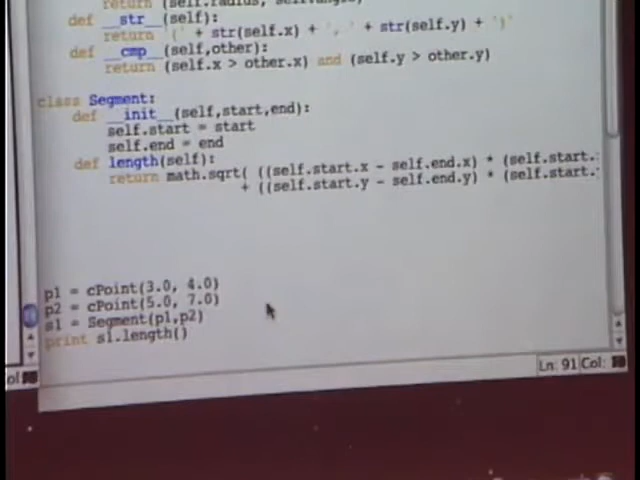 return (self.radius, self.angle)
def __str__(self):
return '(' + str(self.x) + ', ' + str(self.y) + ')'
def __cmp__(self,other):
return (self.x > other.x) and (self.y > other.y)
class Segment:
def __init__(self,start,end):
self.start = start
self.end = end
def length(self):
return math.sqrt( ((self.start.x - self.end.x) * (self.start.
+ ((self.start.y - self.end.y) * (self.start.
p1 = cPoint(3.0, 4.0)
p2 = cPoint(5.0, 7.0)
s1 = Segment(p1,p2)
print s1.length()
Ln: 91 Col: